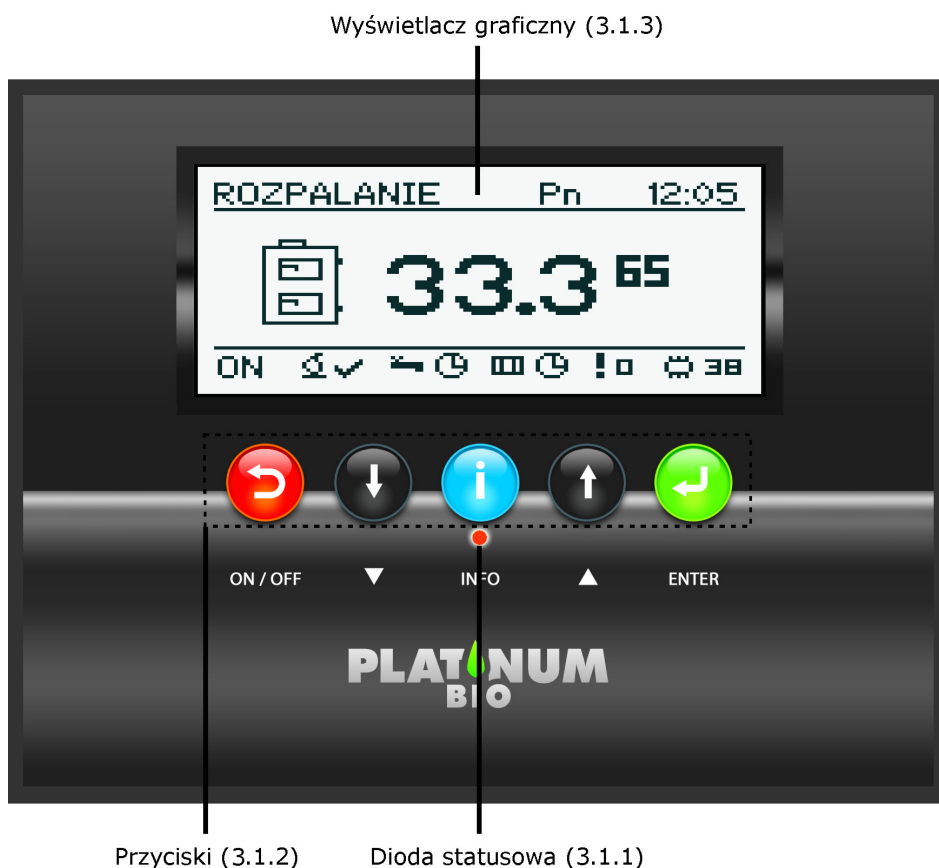 Wyświetlacz graficzny (3.1.3)
ROZPALANIE Pn 12:05
33.3 65
ON ! 0 38
i
ON / OFF ▼ INFO ▲ ENTER
PLATINUM
BIO
Przyciski (3.1.2) Dioda statusowa (3.1.1)